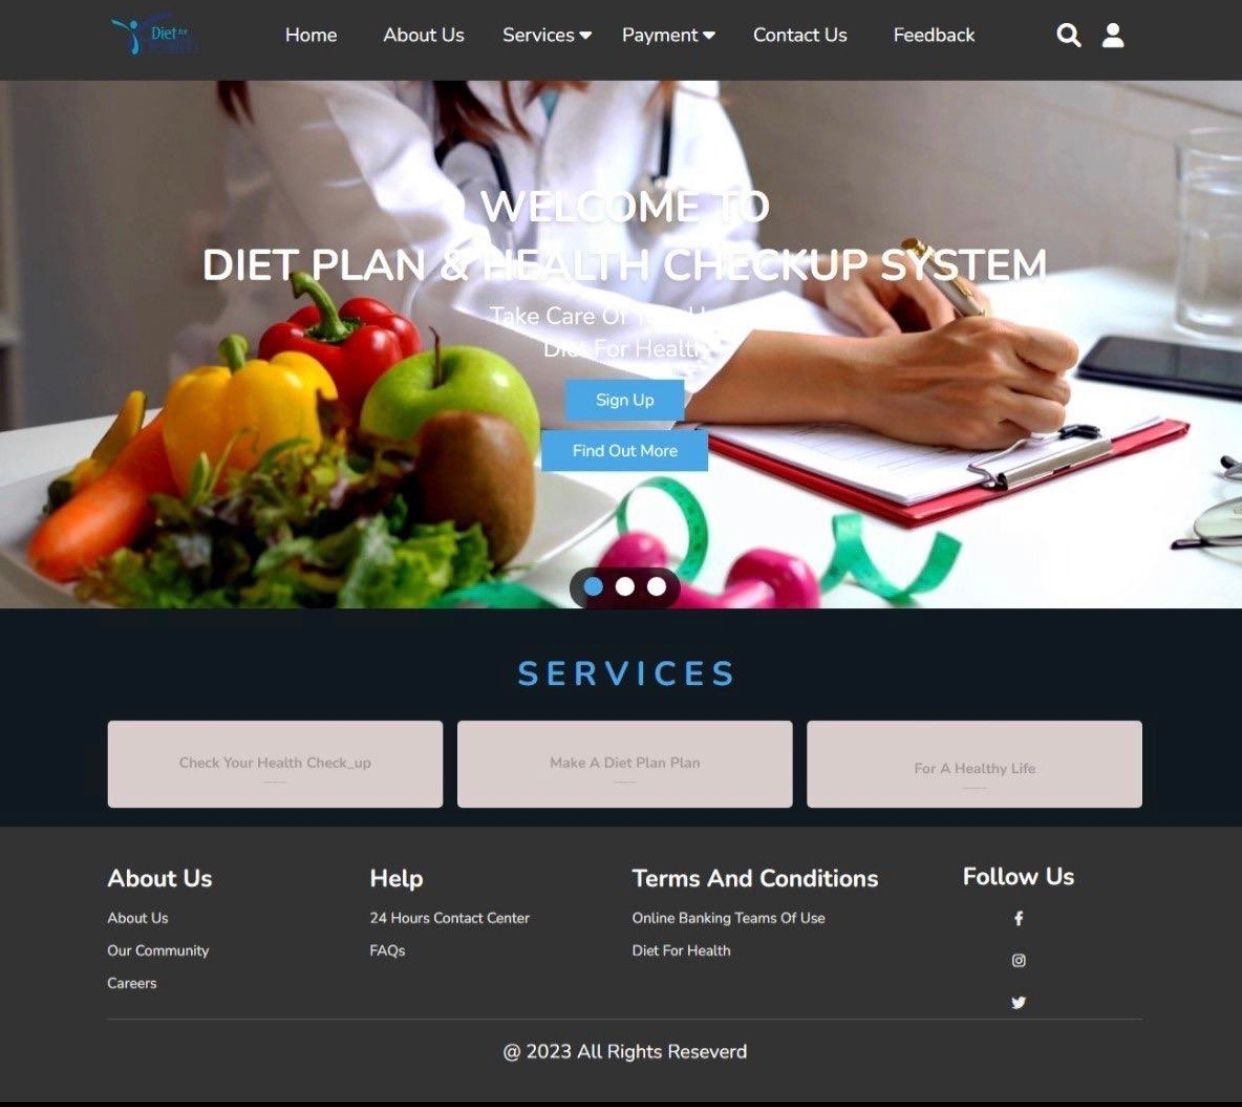 Diet for
Home About Us Services Payment Contact Us Feedback
WELCOME TO
DIET PLAN & HEALTH CHECKUP SYSTEM
Take Care Of
Diet For Health
Sign Up
Find Out More
SERVICES
Check Your Health Check_up
Make A Diet Plan Plan
For A Healthy Life
About Us
About Us
Our Community
Careers
Help
24 Hours Contact Center
FAQs
Terms And Conditions
Online Banking Teams Of Use
Diet For Health
Follow Us
@ 2023 All Rights Reseverd